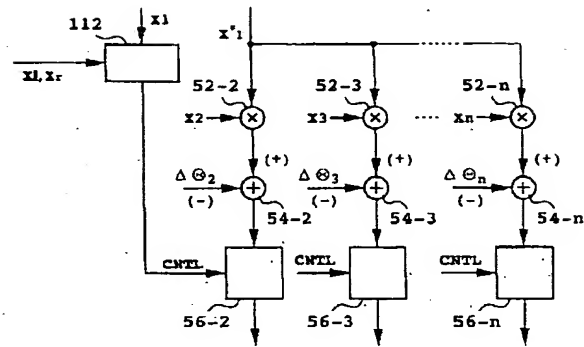 112
x1
x*1
x1,xr
52-2
52-3
52-n
x2
x3
xn
×
×
×
(+)
(+)
(+)
ΔΘ2
ΔΘ3
ΔΘn
+
+
+
(-)
(-)
(-)
54-2
54-3
54-n
CNTL
CNTL
CNTL
56-2
56-3
56-n